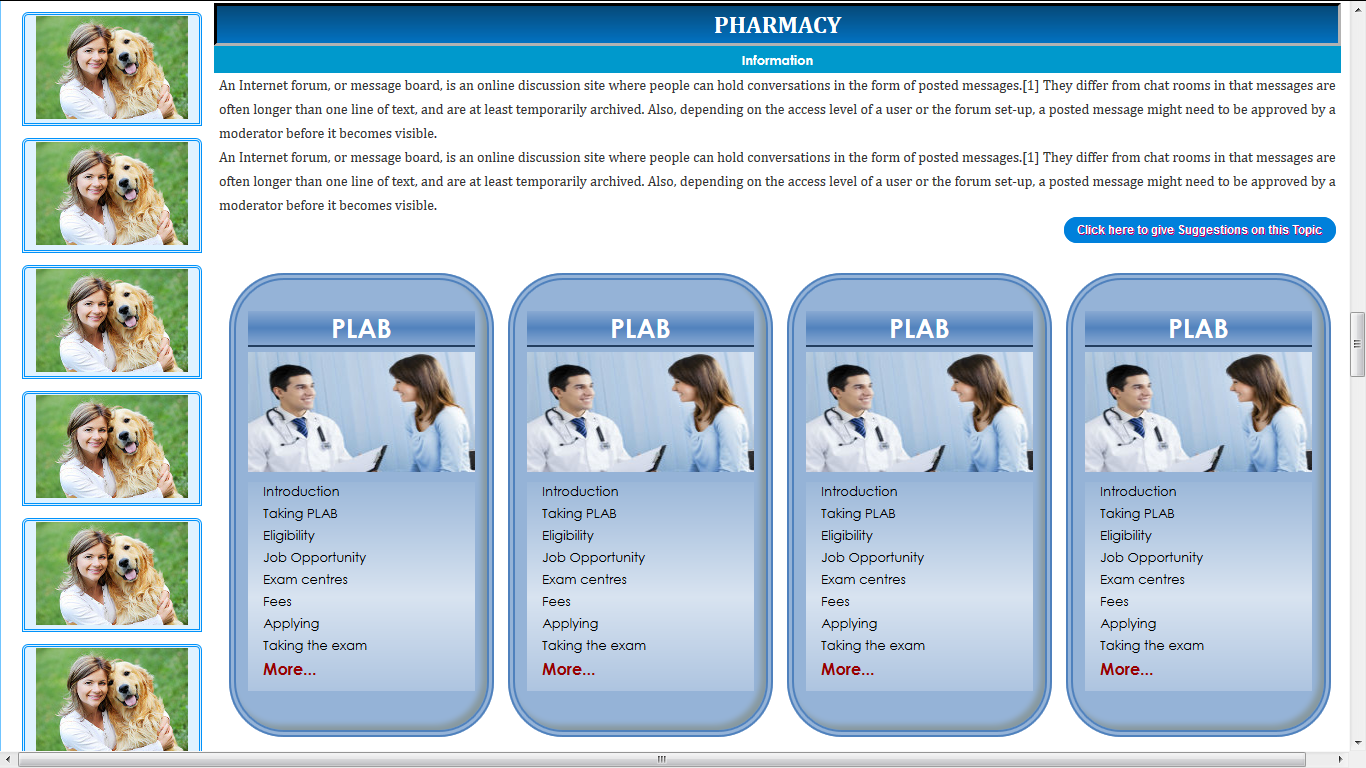 PHARMACY
Information
An Internet forum, or message board, is an online discussion site where people can hold conversations in the form of posted messages.[1] They differ from chat rooms in that messages are
often longer than one line of text, and are at least temporarily archived. Also, depending on the access level of a user or the forum set-up, a posted message might need to be approved by a
moderator before it becomes visible.
An Internet forum, or message board, is an online discussion site where people can hold conversations in the form of posted messages.[1] They differ from chat rooms in that messages are
often longer than one line of text, and are at least temporarily archived. Also, depending on the access level of a user or the forum set-up, a posted message might need to be approved by a
moderator before it becomes visible.
Click here to give Suggestions on this Topic
PLAB
Introduction
Taking PLAB
Eligibility
Job Opportunity
Exam centres
Fees
Applying
Taking the exam
More...
PLAB
Introduction
Taking PLAB
Eligibility
Job Opportunity
Exam centres
Fees
Applying
Taking the exam
More...
PLAB
Introduction
Taking PLAB
Eligibility
Job Opportunity
Exam centres
Fees
Applying
Taking the exam
More...
PLAB
Introduction
Taking PLAB
Eligibility
Job Opportunity
Exam centres
Fees
Applying
Taking the exam
More...